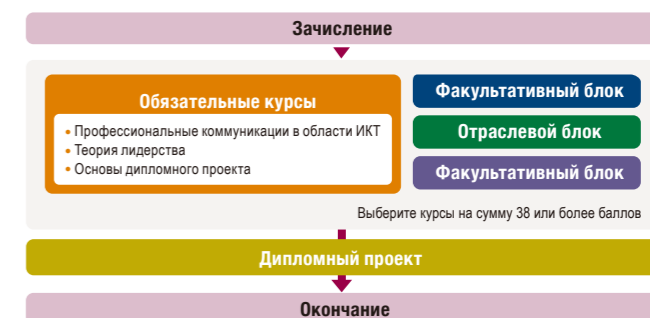 Зачисление
Обязательные курсы
• Профессиональные коммуникации в области ИКТ
• Теория лидерства
• Основы дипломного проекта
Факультативный блок
Отраслевой блок
Факультативный блок
Выберите курсы на сумму 38 или более баллов
Дипломный проект
Окончание